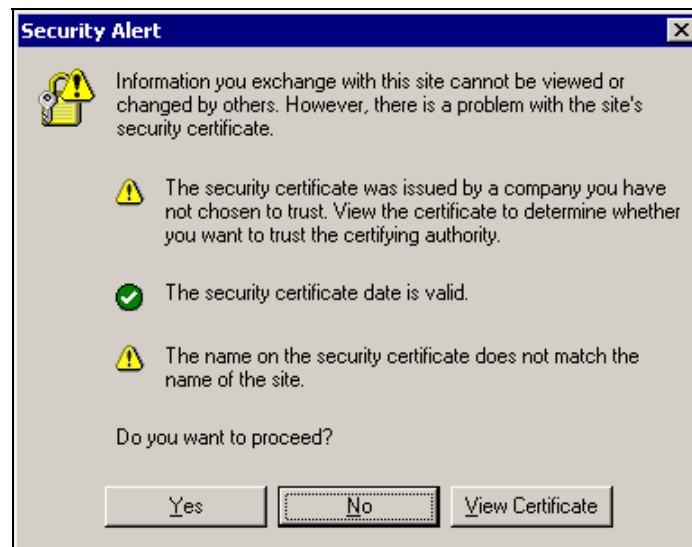 Security Alert
Information you exchange with this site cannot be viewed or
changed by others. However, there is a problem with the site's
security certificate.
The security certificate was issued by a company you have
not chosen to trust. View the certificate to determine whether
you want to trust the certifying authority.
The security certificate date is valid.
The name on the security certificate does not match the
name of the site.
Do you want to proceed?
Yes No View Certificate